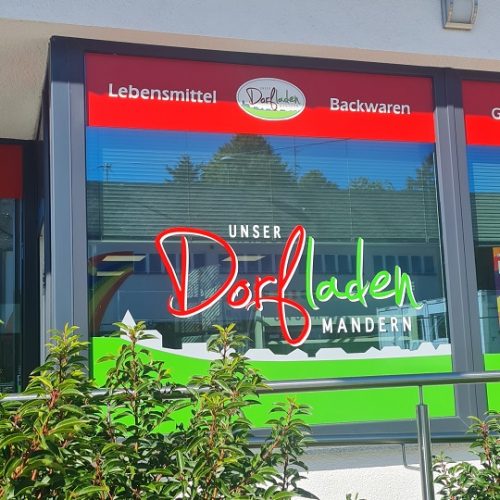 Lebensmittel
Dorfladen
Backwaren
G
UNSER
Dorfladen
MANDERN